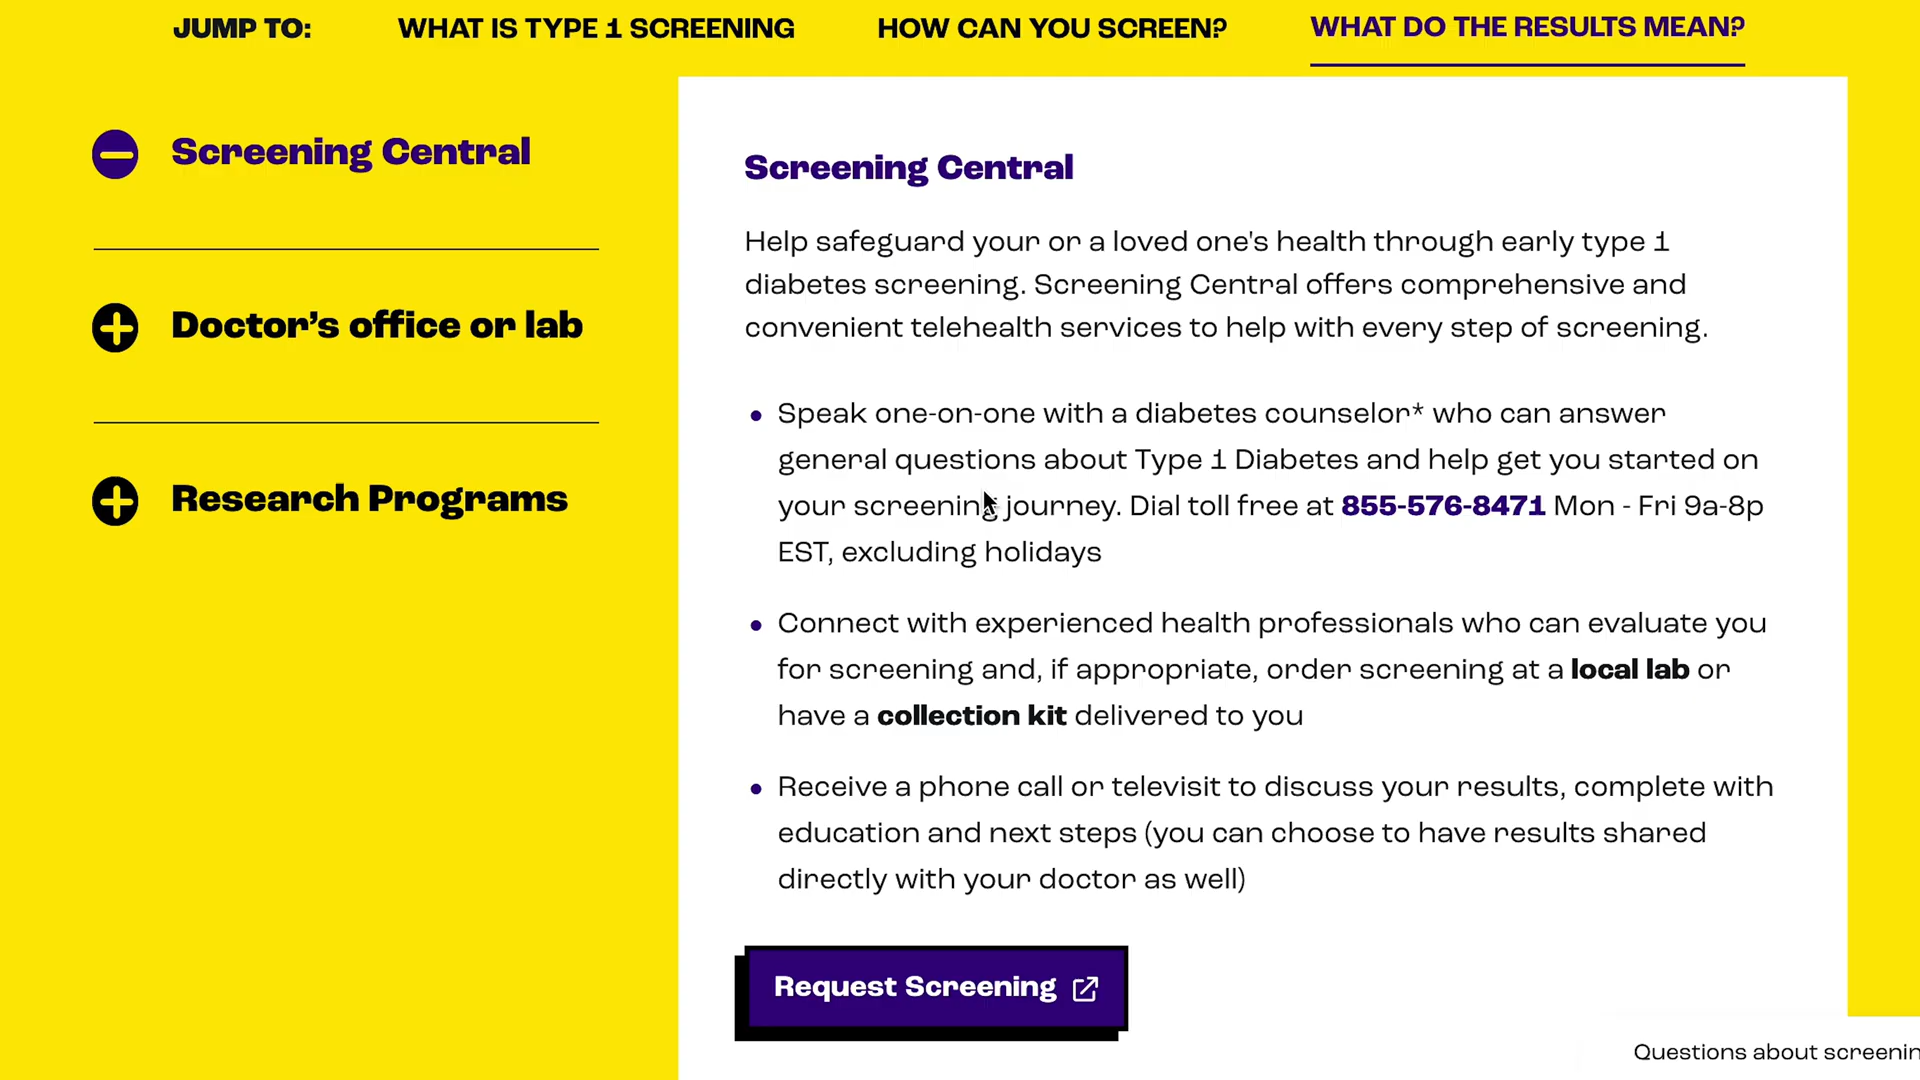 JUMP TO:
WHAT IS TYPE 1 SCREENING
HOW CAN YOU SCREEN?
WHAT DO THE RESULTS MEAN?
Screening Central
Doctor’s office or lab
Research Programs
Screening Central
Help safeguard your or a loved one's health through early type 1
diabetes screening. Screening Central offers comprehensive and
convenient telehealth services to help with every step of screening.
• Speak one-on-one with a diabetes counselor* who can answer
general questions about Type 1 Diabetes and help get you started on
your screening journey. Dial toll free at 855-576-8471 Mon - Fri 9a-8p
EST, excluding holidays
• Connect with experienced health professionals who can evaluate you
for screening and, if appropriate, order screening at a local lab or
have a collection kit delivered to you
• Receive a phone call or televisit to discuss your results, complete with
education and next steps (you can choose to have results shared
directly with your doctor as well)
Request Screening
Questions about screenin